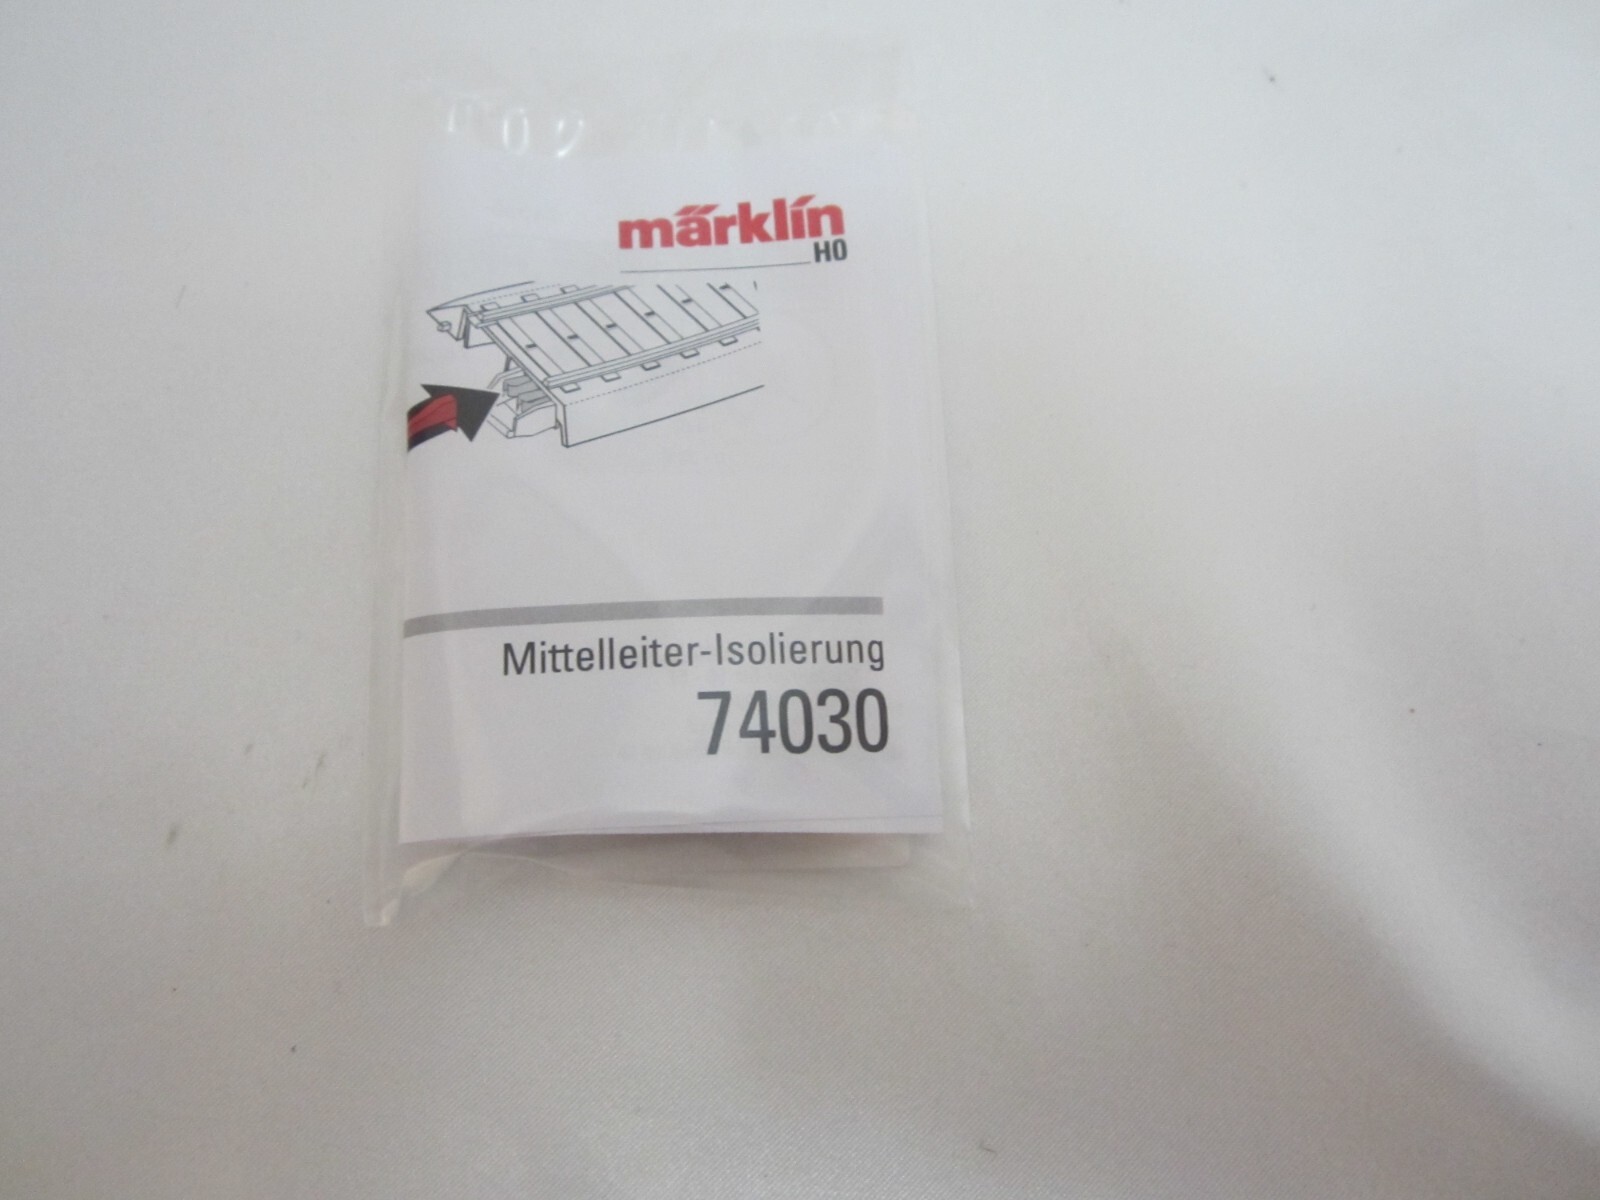 märklin
H0
Mittelleiter-Isolierung
74030